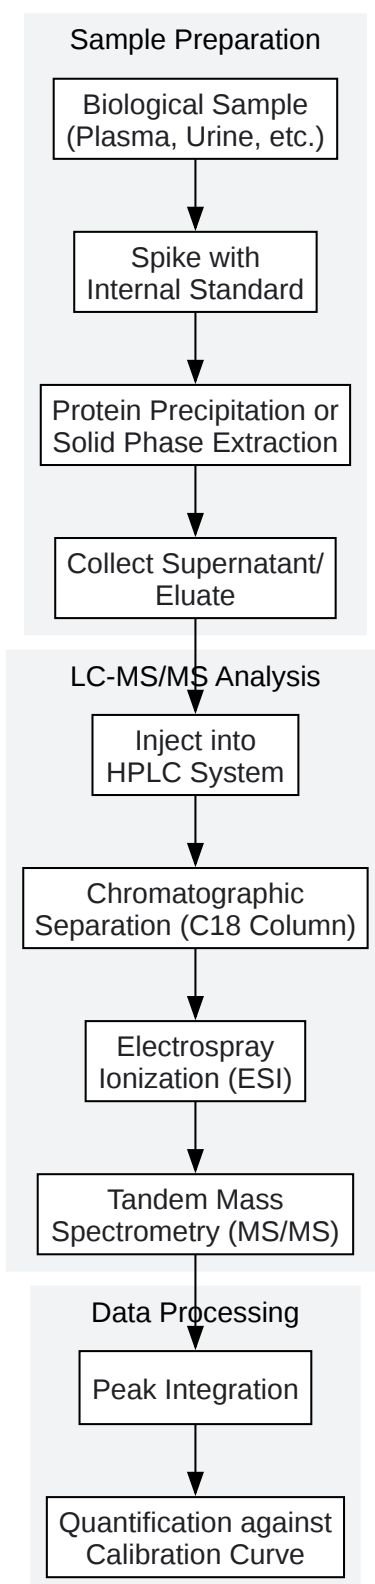 Sample Preparation
Biological Sample
(Plasma, Urine, etc.)
Spike with
Internal Standard
Protein Precipitation or
Solid Phase Extraction
Collect Supernatant/
Eluate
LC-MS/MS Analysis
Inject into
HPLC System
Chromatographic
Separation (C18 Column)
Electrospray
Ionization (ESI)
Tandem Mass
Spectrometry (MS/MS)
Data Processing
Peak Integration
Quantification against
Calibration Curve